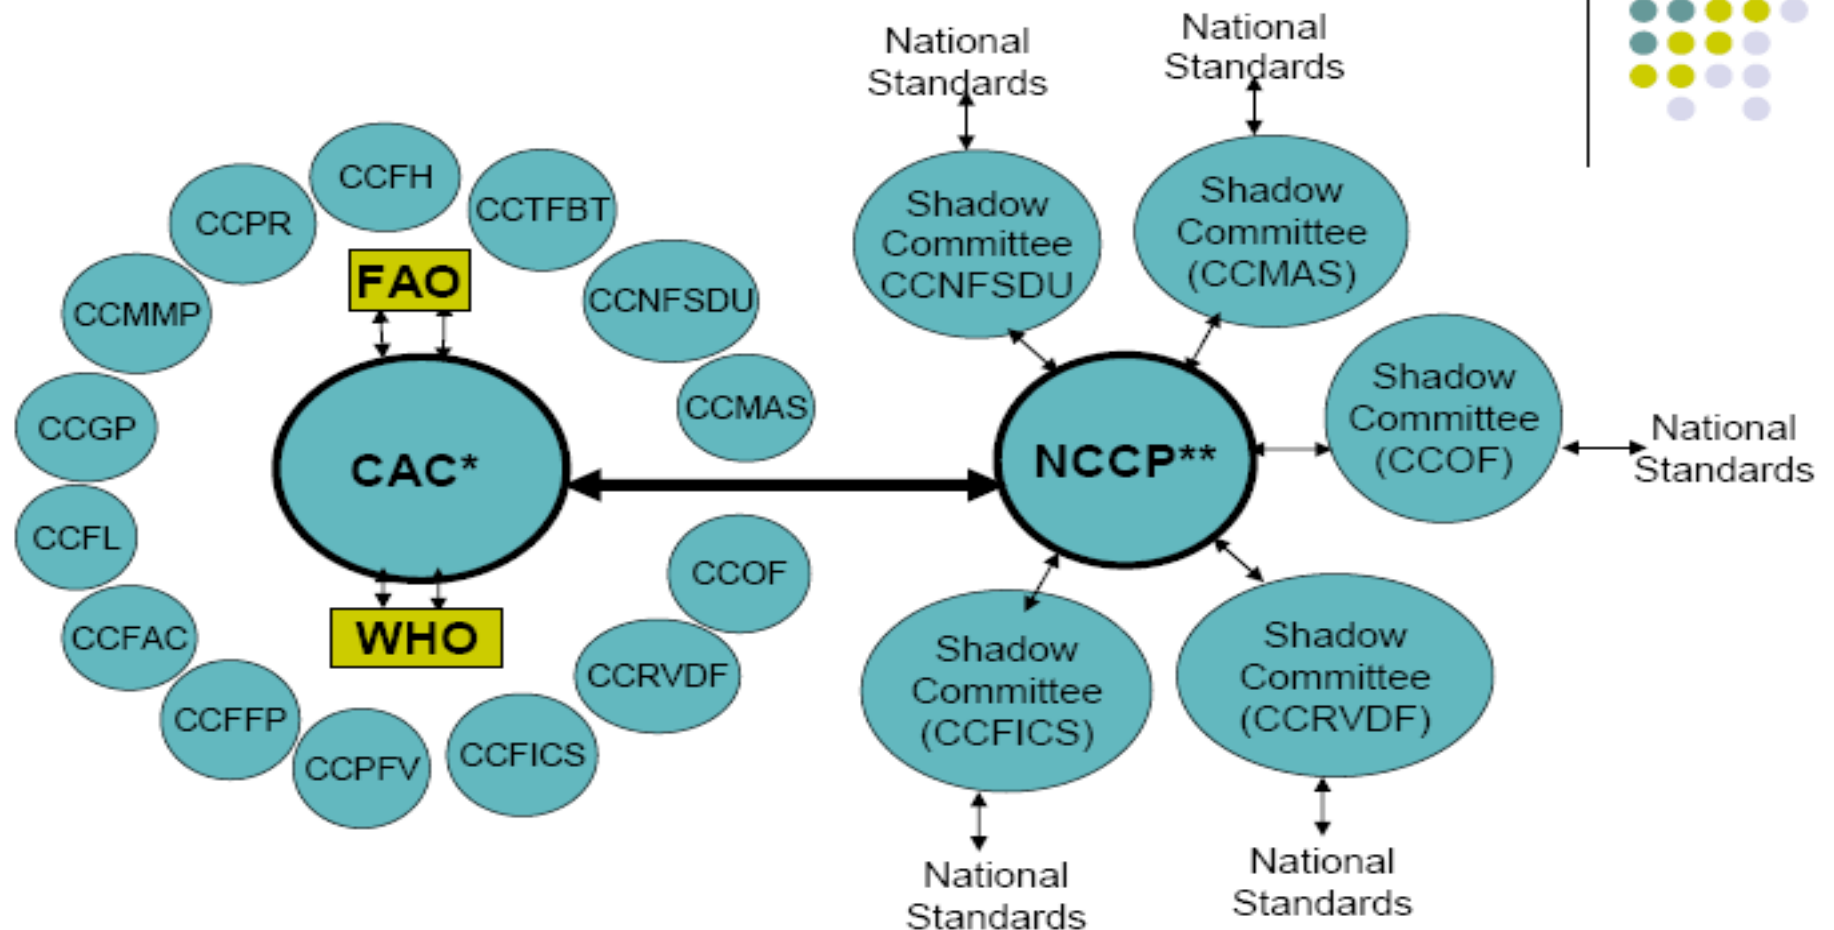 CCFH
CCTFBT
CCPR
CCNFSDU
CCMMP
CCMAS
CCGP
CCFL
CCOF
CCFAC
CCRVDF
CCFFP
CCFICS
CCPFV
FAO
CAC*
WHO
NCCP**
National
Standards
Shadow
Committee
CCNFSDU
National
Standards
Shadow
Committee
(CCMAS)
Shadow
Committee
(CCOF)
National
Standards
Shadow
Committee
(CCFICS)
National
Standards
Shadow
Committee
(CCRVDF)
National
Standards